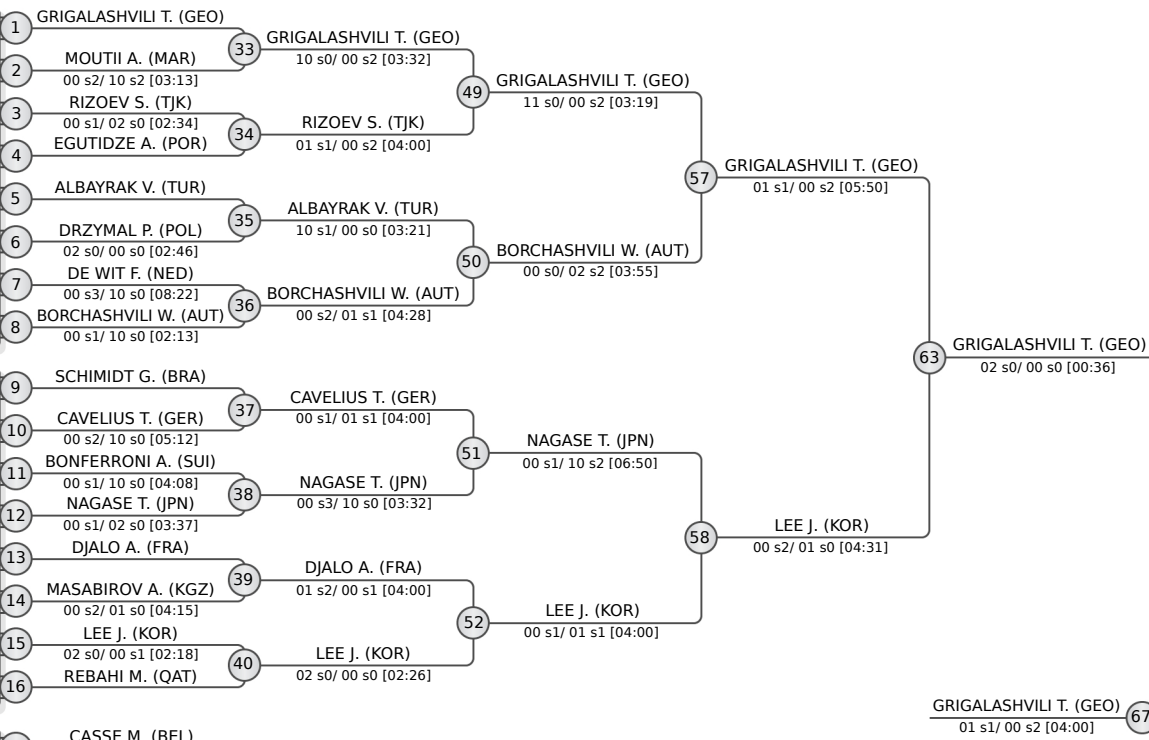 1 GRIGALASHVILI T. (GEO)
2 MOUTII A. (MAR)
00 s2/ 10 s2 [03:13]
3 RIZOEV S. (TJK)
00 s1/ 02 s0 [02:34]
4 EGUTIDZE A. (POR)
5 ALBAYRAK V. (TUR)
6 DRZYMAL P. (POL)
02 s0/ 00 s0 [02:46]
7 DE WIT F. (NED)
00 s3/ 10 s0 [08:22]
8 BORCHASHVILI W. (AUT)
00 s1/ 10 s0 [02:13]
9 SCHIMIDT G. (BRA)
10 CAVELIUS T. (GER)
00 s2/ 10 s0 [05:12]
11 BONFERRONI A. (SUI)
00 s1/ 10 s0 [04:08]
12 NAGASE T. (JPN)
00 s1/ 02 s0 [03:37]
13 DJALO A. (FRA)
14 MASABIROV A. (KGZ)
00 s2/ 01 s0 [04:15]
15 LEE J. (KOR)
02 s0/ 00 s1 [02:18]
16 REBAHI M. (QAT)
CASSE M. (BEL)
33 GRIGALASHVILI T. (GEO)
10 s0/ 00 s2 [03:32]
34 RIZOEV S. (TJK)
01 s1/ 00 s2 [04:00]
35 ALBAYRAK V. (TUR)
10 s1/ 00 s0 [03:21]
36 BORCHASHVILI W. (AUT)
00 s2/ 01 s1 [04:28]
37 CAVELIUS T. (GER)
00 s1/ 01 s1 [04:00]
38 NAGASE T. (JPN)
00 s3/ 10 s0 [03:32]
39 DJALO A. (FRA)
01 s2/ 00 s1 [04:00]
40 LEE J. (KOR)
02 s0/ 00 s0 [02:26]
49 GRIGALASHVILI T. (GEO)
11 s0/ 00 s2 [03:19]
50 BORCHASHVILI W. (AUT)
00 s0/ 02 s2 [03:55]
51 NAGASE T. (JPN)
00 s1/ 10 s2 [06:50]
52 LEE J. (KOR)
00 s1/ 01 s1 [04:00]
57 GRIGALASHVILI T. (GEO)
01 s1/ 00 s2 [05:50]
58 LEE J. (KOR)
00 s2/ 01 s0 [04:31]
63 GRIGALASHVILI T. (GEO)
02 s0/ 00 s0 [00:36]
GRIGALASHVILI T. (GEO) 67
01 s1/ 00 s2 [04:00]